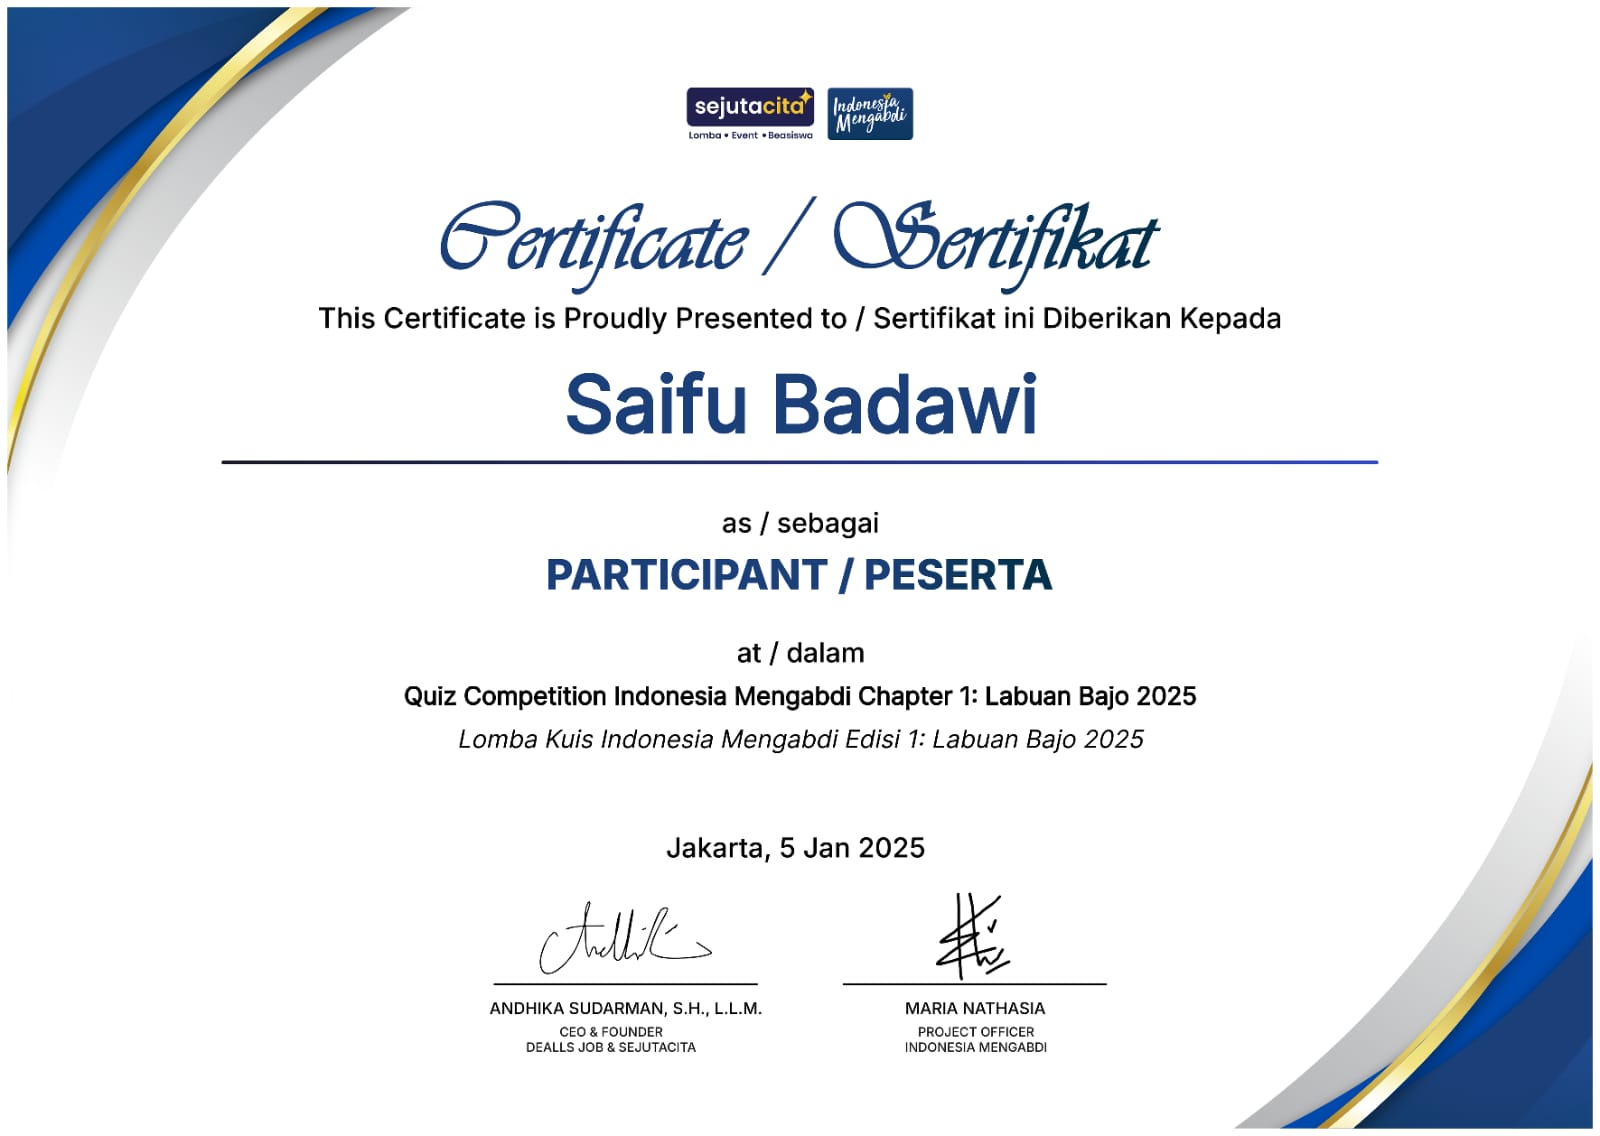 sejutacita
Lomba • Event • Beasiswa
Indonesia
Mengabdi
Certificate / Sertifikat
This Certificate is Proudly Presented to / Sertifikat ini Diberikan Kepada
Saifu Badawi
as / sebagai
PARTICIPANT / PESERTA
at / dalam
Quiz Competition Indonesia Mengabdi Chapter 1: Labuan Bajo 2025
Lomba Kuis Indonesia Mengabdi Edisi 1: Labuan Bajo 2025
Jakarta, 5 Jan 2025
ANDHIKA SUDARMAN, S.H., L.L.M.
CEO & FOUNDER
DEALLS JOB & SEJUTACITA
MARIA NATHASIA
PROJECT OFFICER
INDONESIA MENGABDI